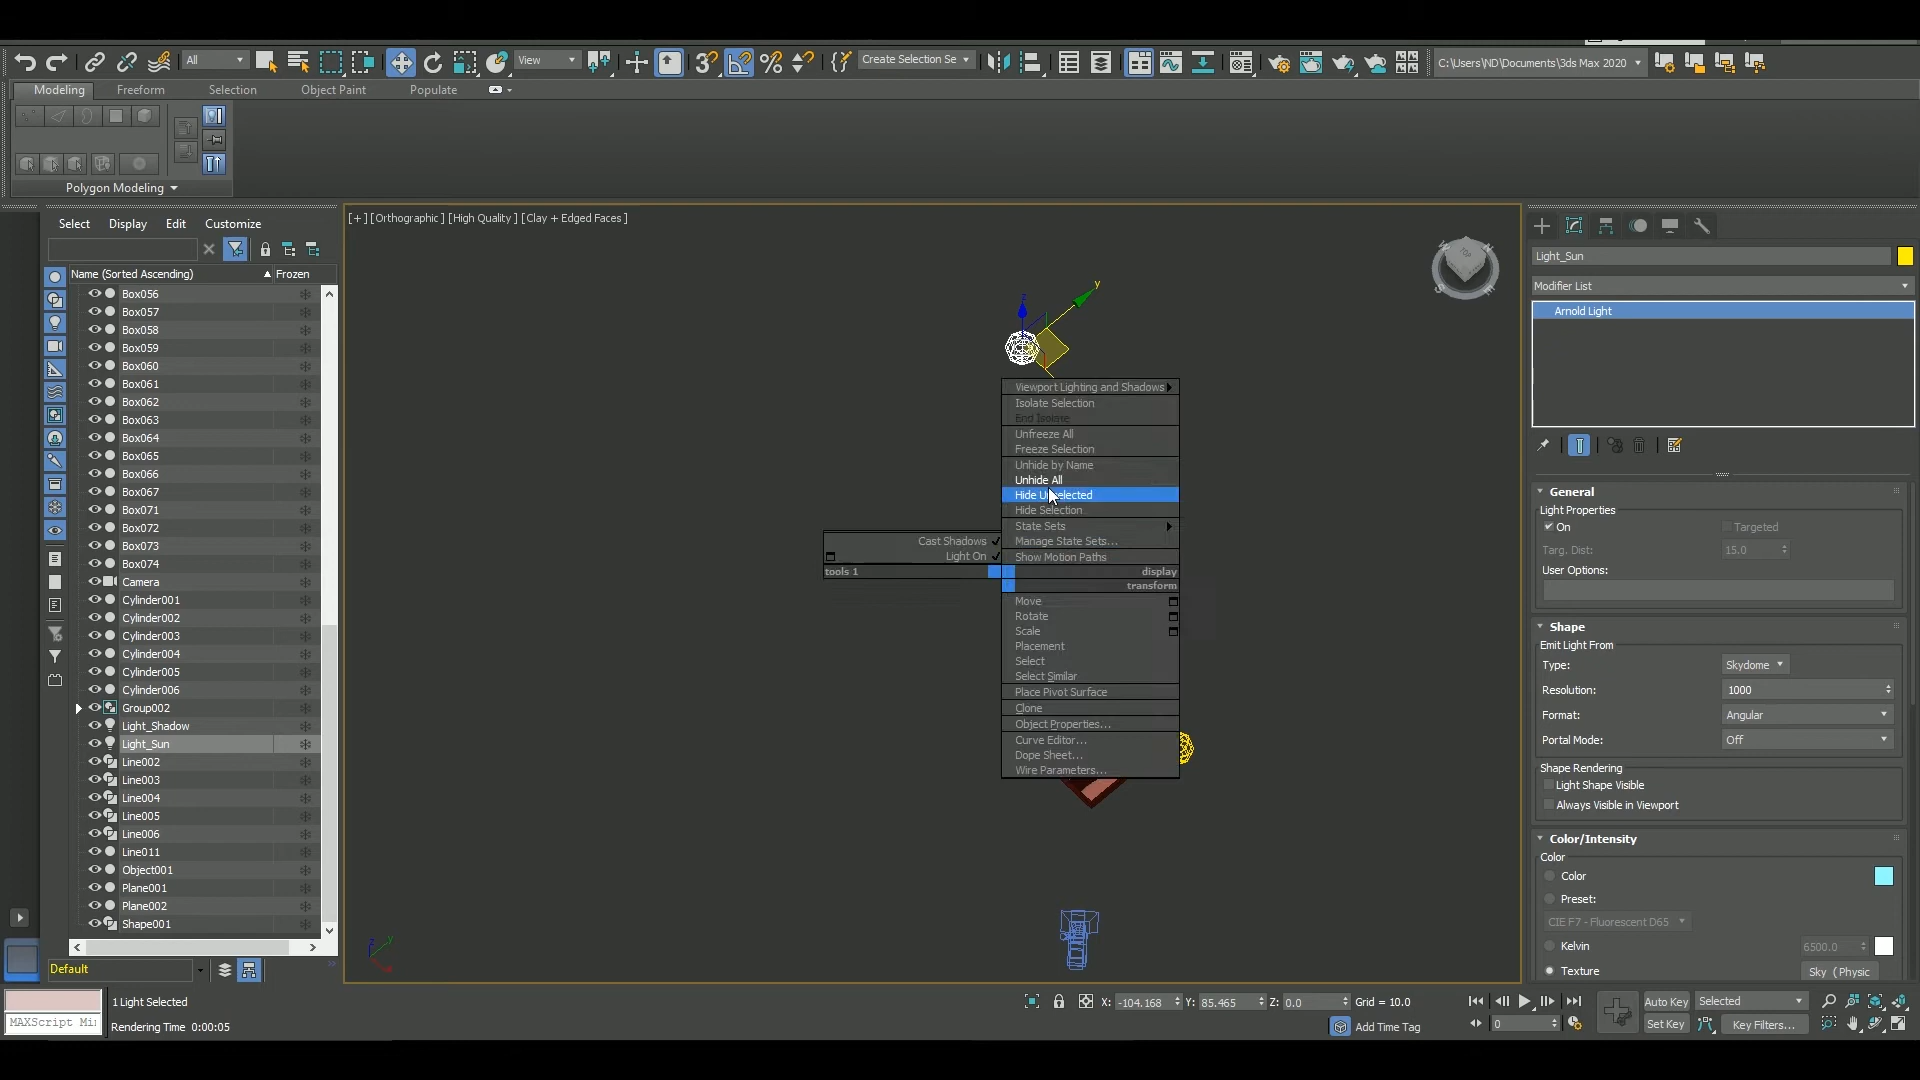 All
View
Create Selection Se
C:\Users\ND\Documents\3ds Max 2020
Modeling
Freeform
Selection
Object Paint
Populate
Polygon Modeling
Select
Display
Edit
Customize
Name (Sorted Ascending)
Frozen
Box056
Box057
Box058
Box059
Box060
Box061
Box062
Box063
Box064
Box065
Box066
Box067
Box071
Box072
Box073
Box074
Camera
Cylinder001
Cylinder002
Cylinder003
Cylinder004
Cylinder005
Cylinder006
Group002
Light_Shadow
Light_Sun
Line002
Line003
Line004
Line005
Line006
Line011
Object001
Plane001
Plane002
Shape001
Default
[+] [Orthographic] [High Quality] [Clay + Edged Faces]
z
y
Viewport Lighting and Shadows
Isolate Selection
End Isolate
Unfreeze All
Freeze Selection
Unhide by Name
Unhide All
Hide Unselected
Hide Selection
State Sets
Manage State Sets...
Show Motion Paths
Cast Shadows
Light On
tools 1
display
transform
Move
Rotate
Scale
Placement
Select
Select Similar
Place Pivot Surface
Clone
Object Properties...
Curve Editor...
Dope Sheet...
Wire Parameters...
Light_Sun
Modifier List
Arnold Light
General
Light Properties
On
Targeted
Targ. Dist:
15.0
User Options:
Shape
Emit Light From
Type:
Skydome
Resolution:
1000
Format:
Angular
Portal Mode:
Off
Shape Rendering
Light Shape Visible
Always Visible in Viewport
Color/Intensity
Color
Color
Preset:
CIE F7 - Fluorescent D65
Kelvin
6500.0
Texture
Sky (Physic
1 Light Selected
MAXScript Mi
Rendering Time 0:00:05
X: -104.168
Y: 85.465
Z: 0.0
Grid = 10.0
Add Time Tag
0
Auto Key
Selected
Set Key
Key Filters...